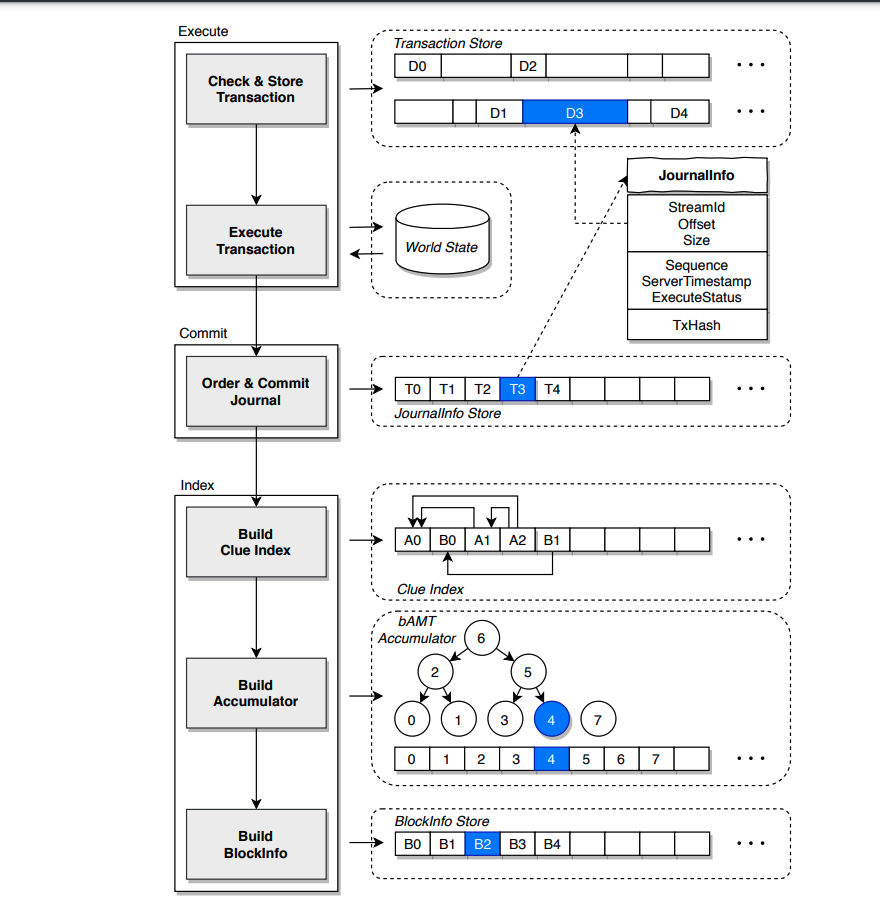 Execute
Check & Store
Transaction
Transaction Store
D0 D2 ...
D1 D3 D4 ...
JournalInfo
StreamId
Offset
Size
Sequence
ServerTimestamp
ExecuteStatus
TxHash
Execute
Transaction
World State
Commit
Order & Commit
Journal
T0 T1 T2 T3 T4 ...
JournalInfo Store
Index
Build
Clue Index
A0 B0 A1 A2 B1 ...
Clue Index
Build
Accumulator
bAMT
Accumulator
6
2 5
0 1 3 4 7
0 1 2 3 4 5 6 7 ...
Build
BlockInfo
BlockInfo Store
B0 B1 B2 B3 B4 ...